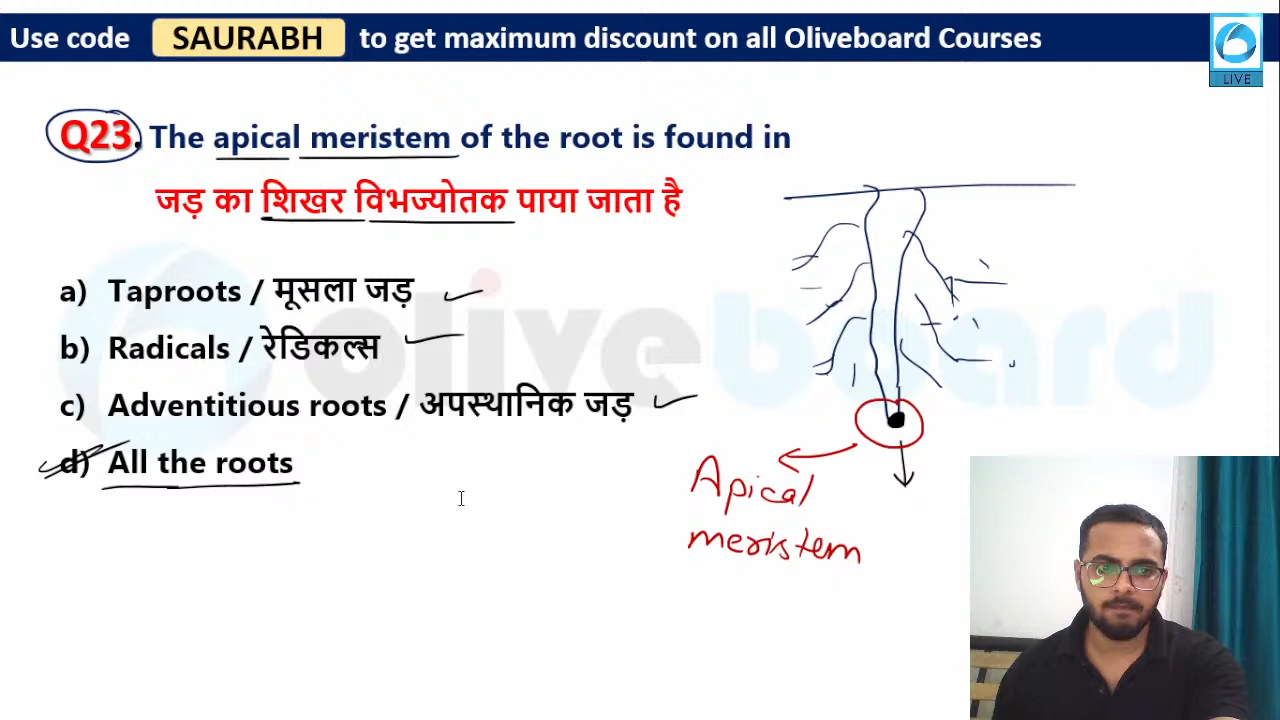 Use code SAURABH to get maximum discount on all Oliveboard Courses
LIVE
Q23. The apical meristem of the root is found in
जड़ का शिखर विभज्योतक पाया जाता है
a) Taproots / मूसला जड़
b) Radicals / रेडिकल्स
c) Adventitious roots / अपस्थानिक जड़
d) All the roots
oliveboard
Apical
meristem